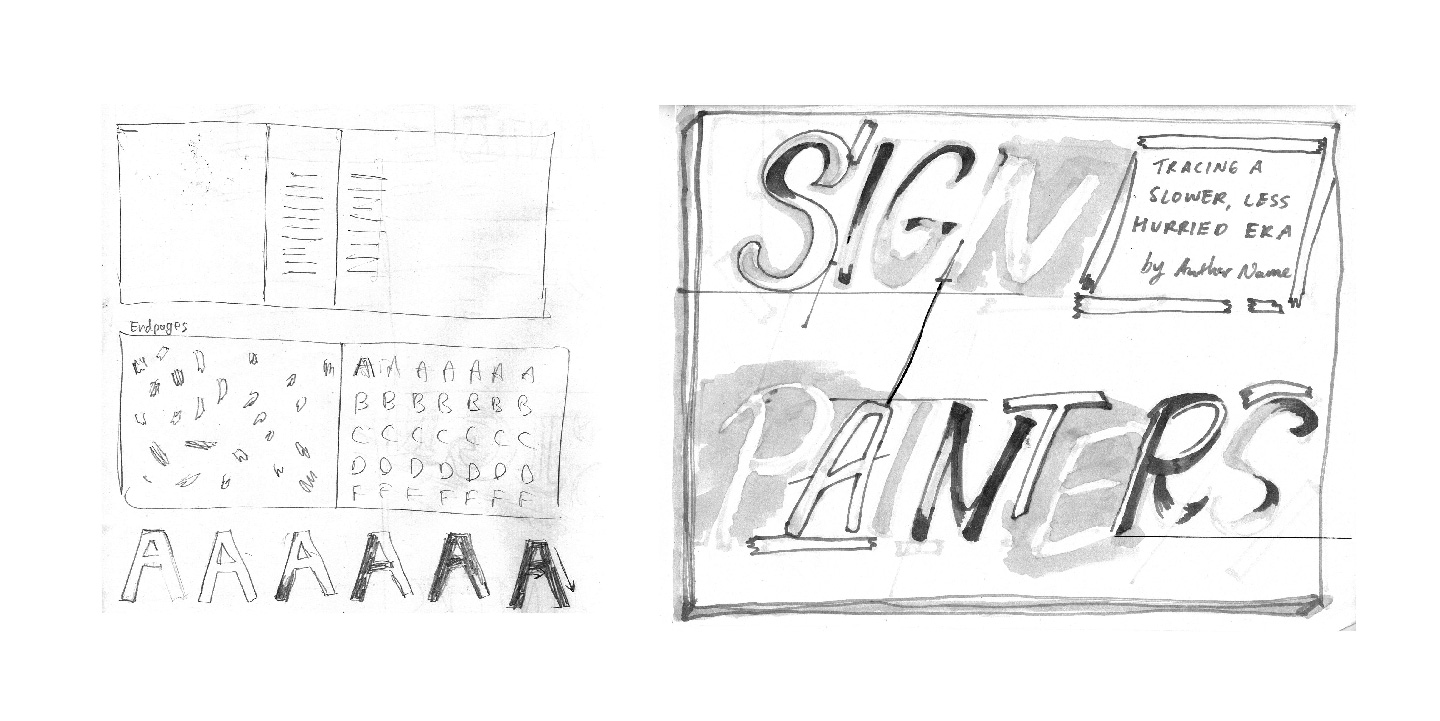 Endpages
A A A A A A A
B B B B B B B
C C C C C C C
D D D D D D D
F F F F F F F
A A A A A A
SIGN
TRACING A
SLOWER, LESS
HURRIED ERA
by Author Name
PAINTERS